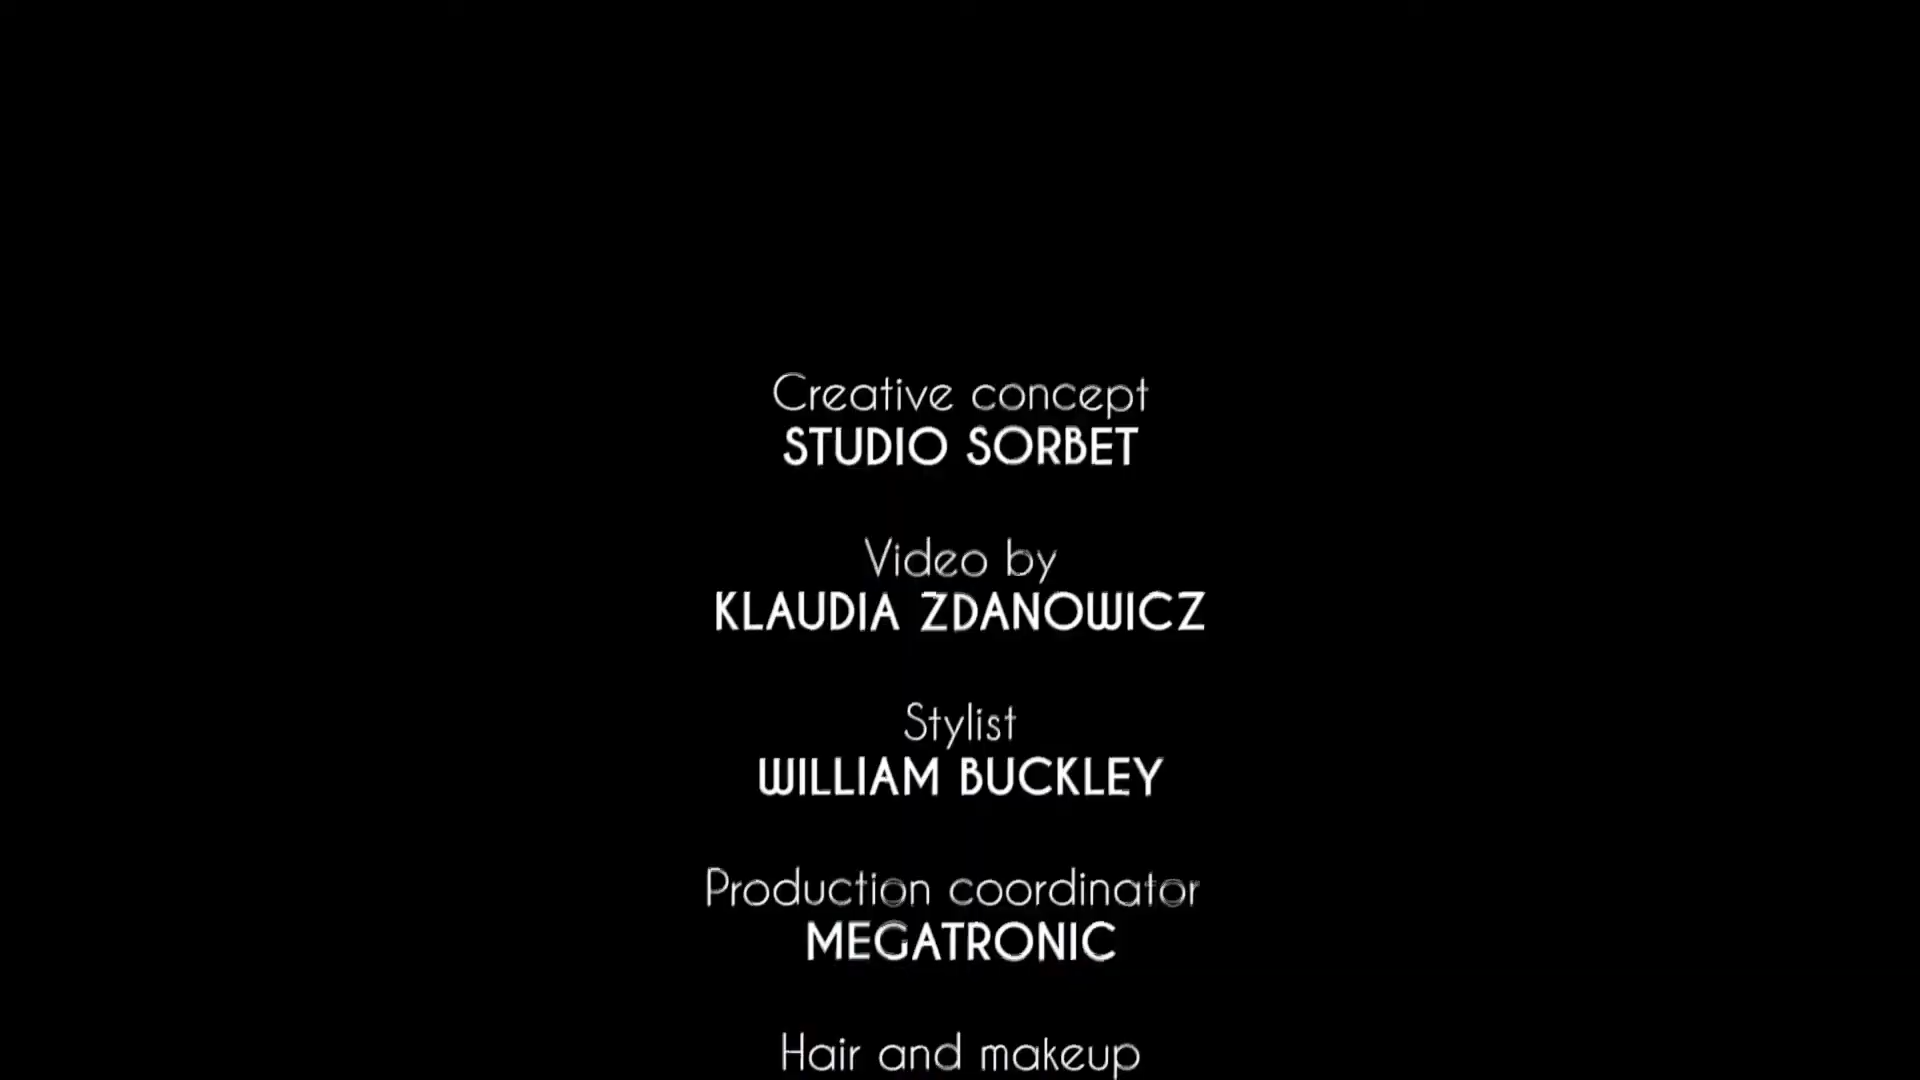 Creative concept
STUDIO SORBET
Video by
KLAUDIA ZDANOWICZ
Stylist
WILLIAM BUCKLEY
Production coordinator
MEGATRONIC
Hair and makeup